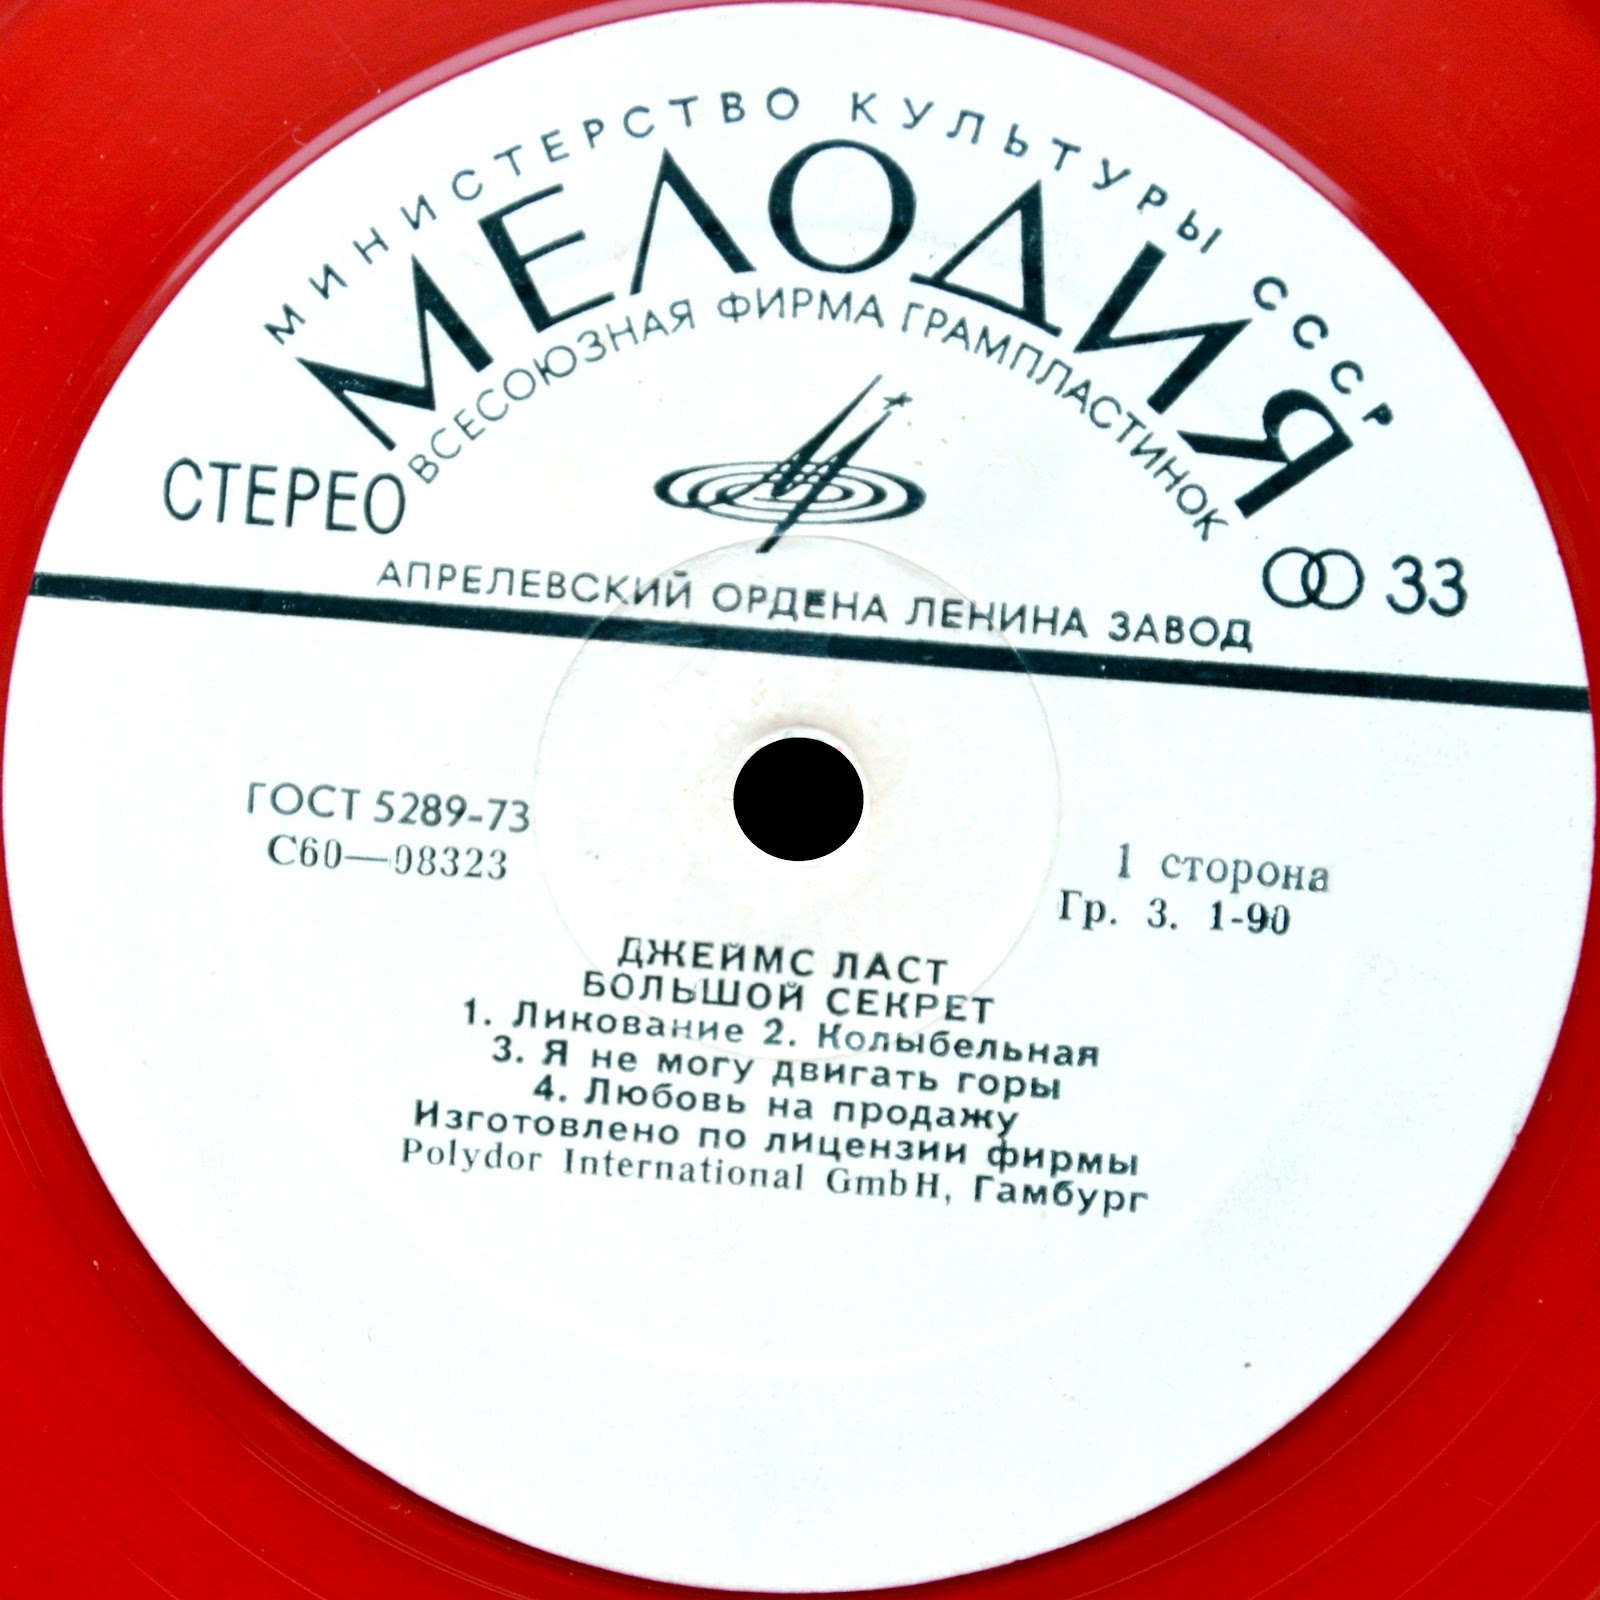 МИНИСТЕРСТВО КУЛЬТУРЫ СССР
МЕЛОДИЯ
ВСЕСОЮЗНАЯ ФИРМА ГРАМПЛАСТИНОК
СТЕРЕО
33
АПРЕЛЕВСКИЙ ОРДЕНА ЛЕНИНА ЗАВОД
ГОСТ 5289-73
С60—08323
1 сторона
Гр. 3. 1-90
ДЖЕЙМС ЛАСТ
БОЛЬШОЙ СЕКРЕТ
1. Ликование 2. Колыбельная
3. Я не могу двигать горы
4. Любовь на продажу
Изготовлено по лицензии фирмы
Polydor International GmbH, Гамбург